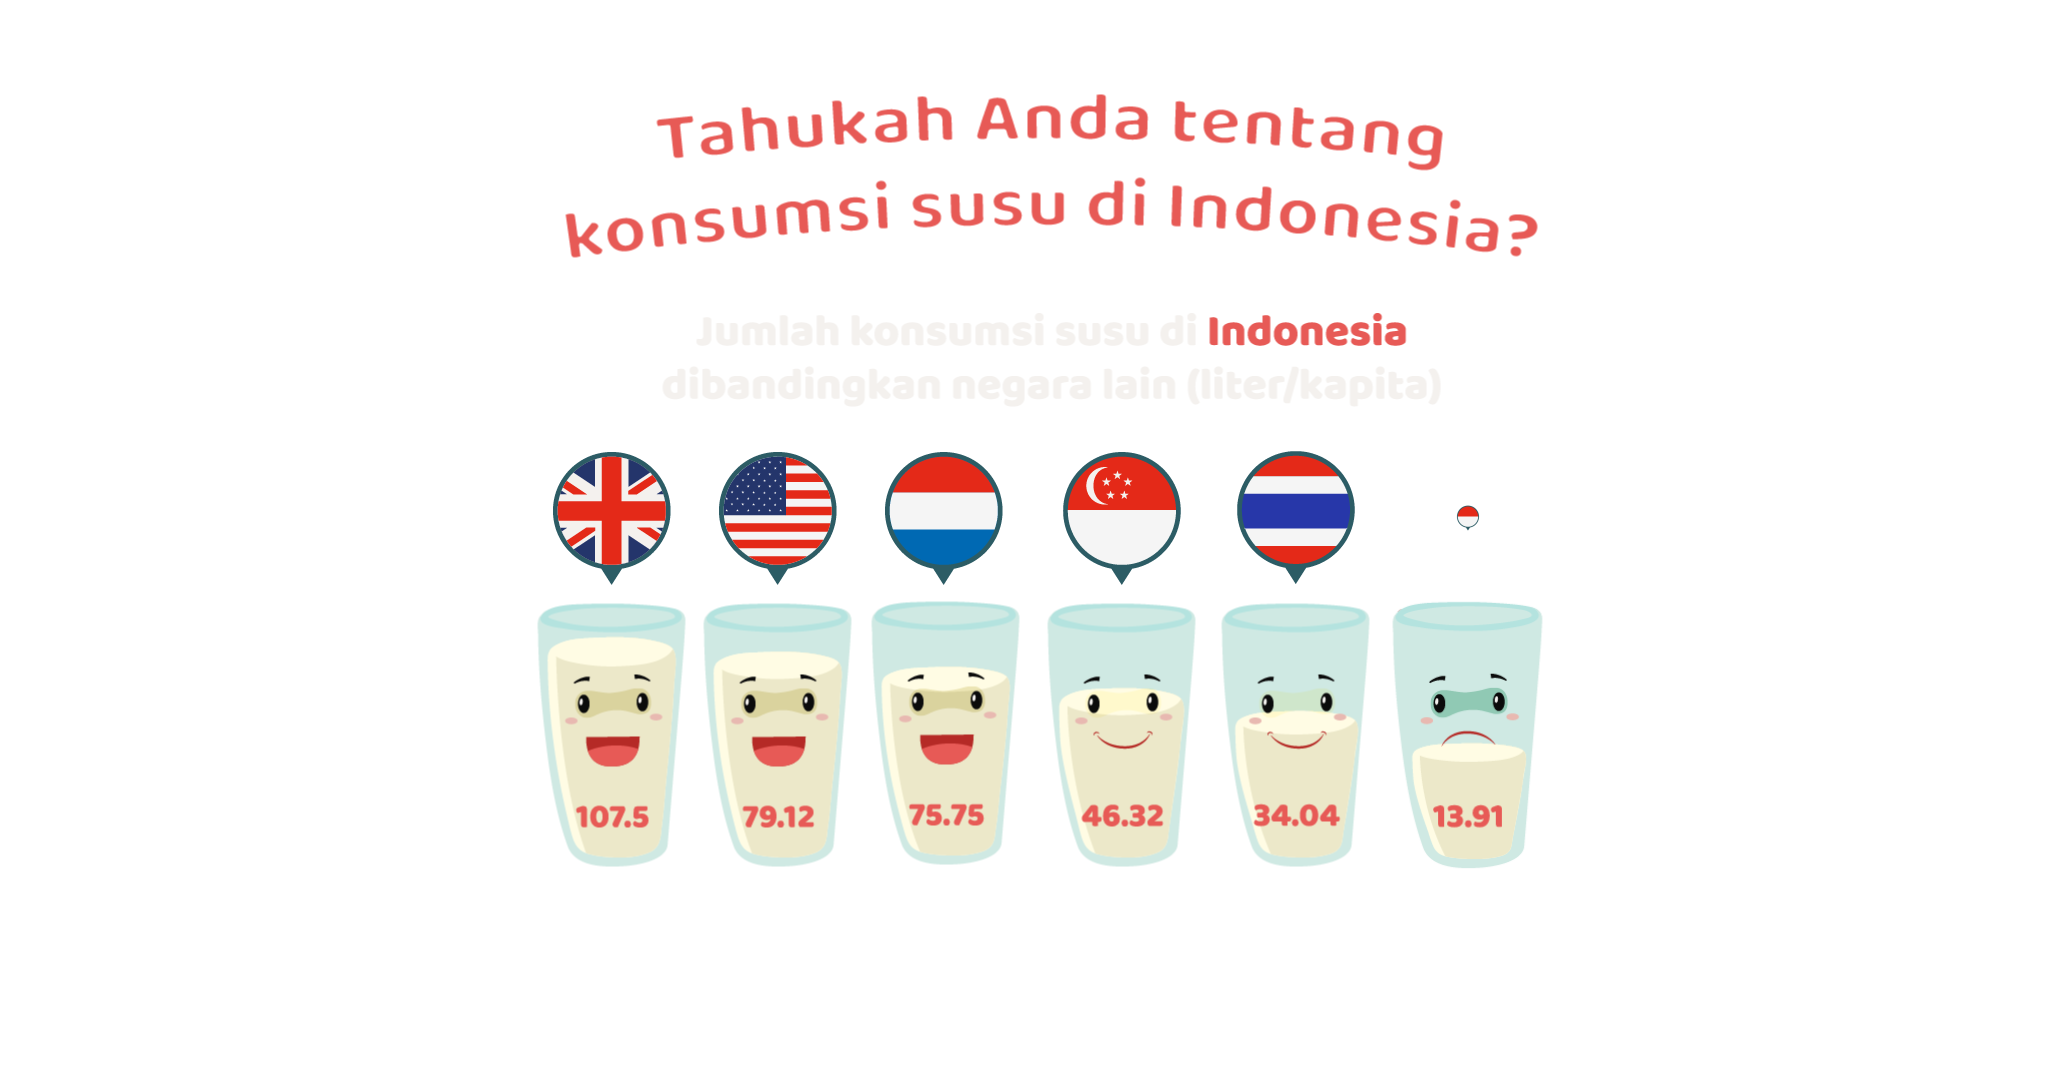 Tahukah Anda tentang
konsumsi susu di Indonesia?
Jumlah konsumsi susu di Indonesia
dibandingkan negara lain (liter/kapita)
107.5 79.12 75.75 46.32 34.04 13.91